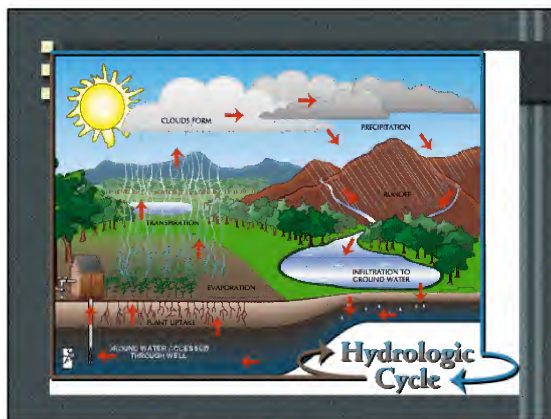 CLOUDS FORM
PRECIPITATION
RUNOFF
TRANSPIRATION
INFILTRATION TO
GROUND WATER
EVAPORATION
PLANT UPTAKE
GROUND WATER ACCESSED
THROUGH WELL
Hydrologic
Cycle